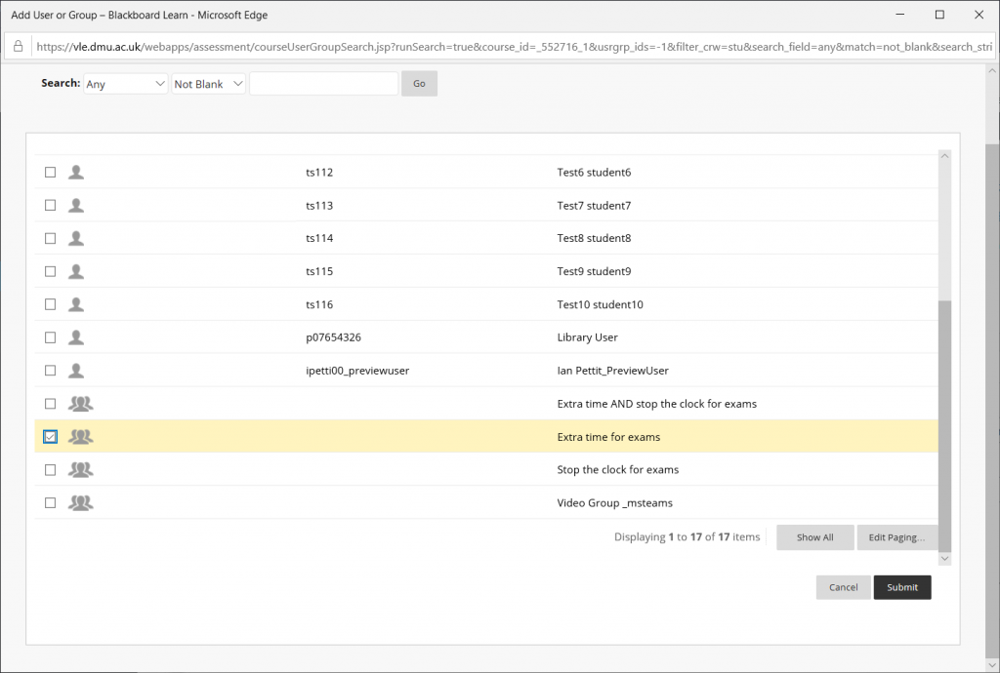 Add User or Group – Blackboard Learn - Microsoft Edge
https://vle.dmu.ac.uk/webapps/assessment/courseUserGroupSearch.jsp?runSearch=true&course_id=_552716_1&usrgrp_ids=-1&filter_crw=stu&search_field=any&match=not_blank&search_stri
Search: Any Not Blank Go
ts112 Test6 student6
ts113 Test7 student7
ts114 Test8 student8
ts115 Test9 student9
ts116 Test10 student10
p07654326 Library User
ipetti00_previewuser Ian Pettit_PreviewUser
Extra time AND stop the clock for exams
Extra time for exams
Stop the clock for exams
Video Group _msteams
Displaying 1 to 17 of 17 items Show All Edit Paging...
Cancel Submit